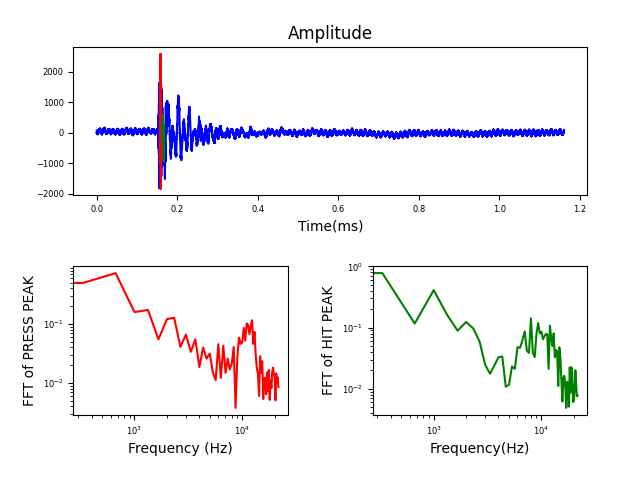 Amplitude
2000
1000
0
−1000
−2000
0.0 0.2 0.4 0.6 0.8 1.0 1.2
Time(ms)
FFT of PRESS PEAK
10⁻¹
10⁻²
10³ 10⁴
Frequency (Hz)
FFT of HIT PEAK
10⁰
10⁻¹
10⁻²
10³ 10⁴
Frequency(Hz)